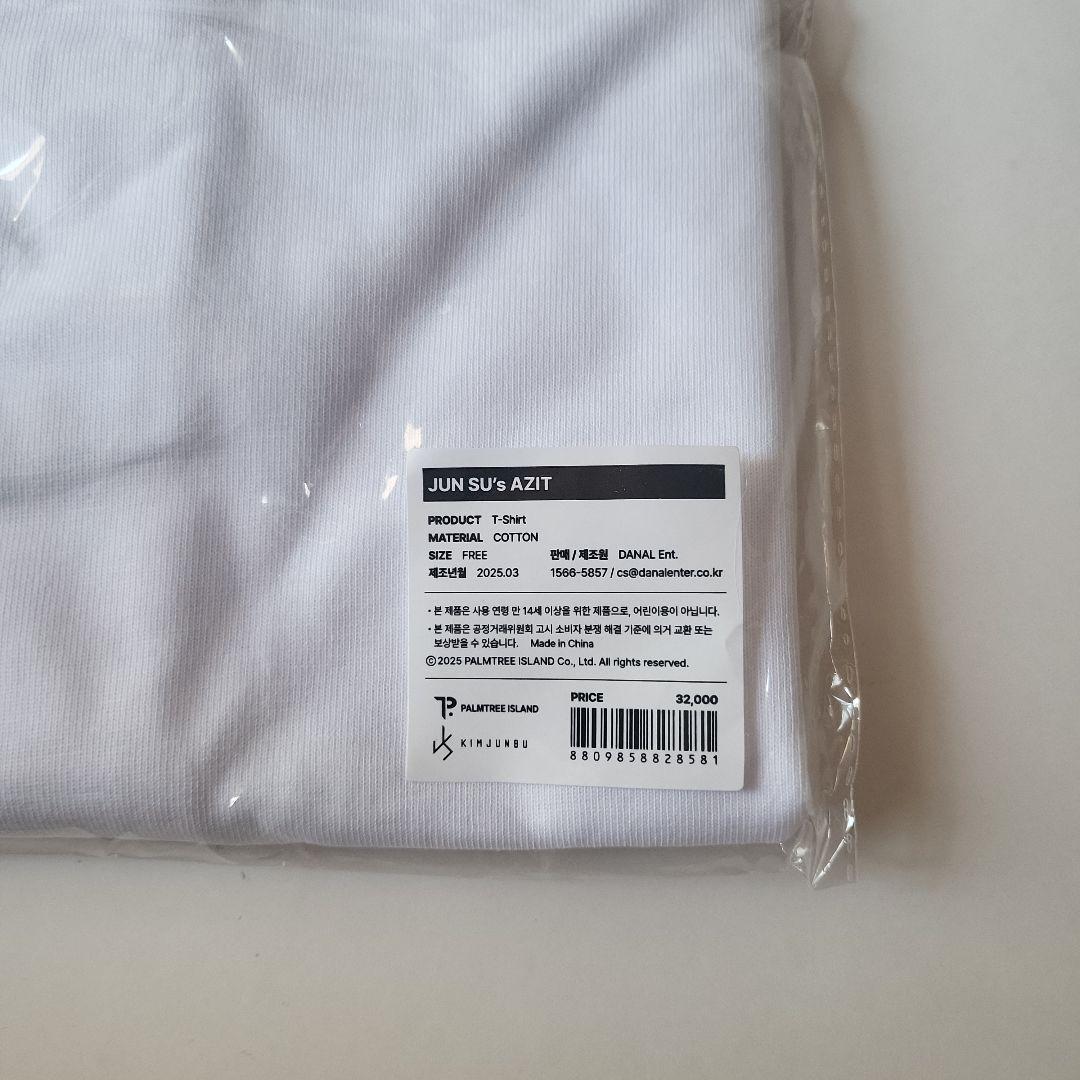 JUN SU's AZIT
PRODUCT T-Shirt
MATERIAL COTTON
SIZE FREE 판매 / 제조원 DANAL Ent.
제조년월 2025.03 1566-5857 / cs@danalenter.co.kr
• 본 제품은 사용 연령 만 14세 이상을 위한 제품으로, 어린이용이 아닙니다.
• 본 제품은 공정거래위원회 고시 소비자 분쟁 해결 기준에 의거 교환 또는
보상받을 수 있습니다. Made in China
©2025 PALMTREE ISLAND Co., Ltd. All rights reserved.
PRICE 32,000
PALMTREE ISLAND
KIMJUNSU
8809858828581